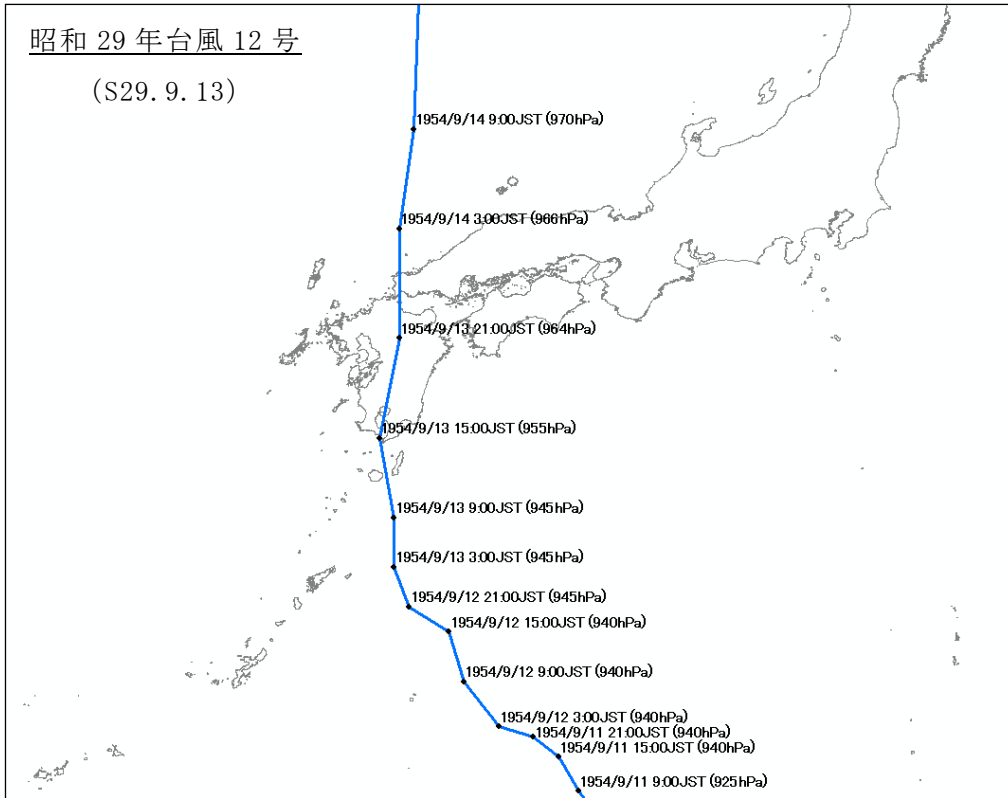 昭和 29 年台風 12 号
(S29.9.13)
1954/9/14 9:00JST (970hPa)
1954/9/14 3:00JST (966hPa)
1954/9/13 21:00JST (964hPa)
1954/9/13 15:00JST (955hPa)
1954/9/13 9:00JST (945hPa)
1954/9/13 3:00JST (945hPa)
1954/9/12 21:00JST (945hPa)
1954/9/12 15:00JST (940hPa)
1954/9/12 9:00JST (940hPa)
1954/9/12 3:00JST (940hPa)
1954/9/11 21:00JST (940hPa)
1954/9/11 15:00JST (940hPa)
1954/9/11 9:00JST (925hPa)